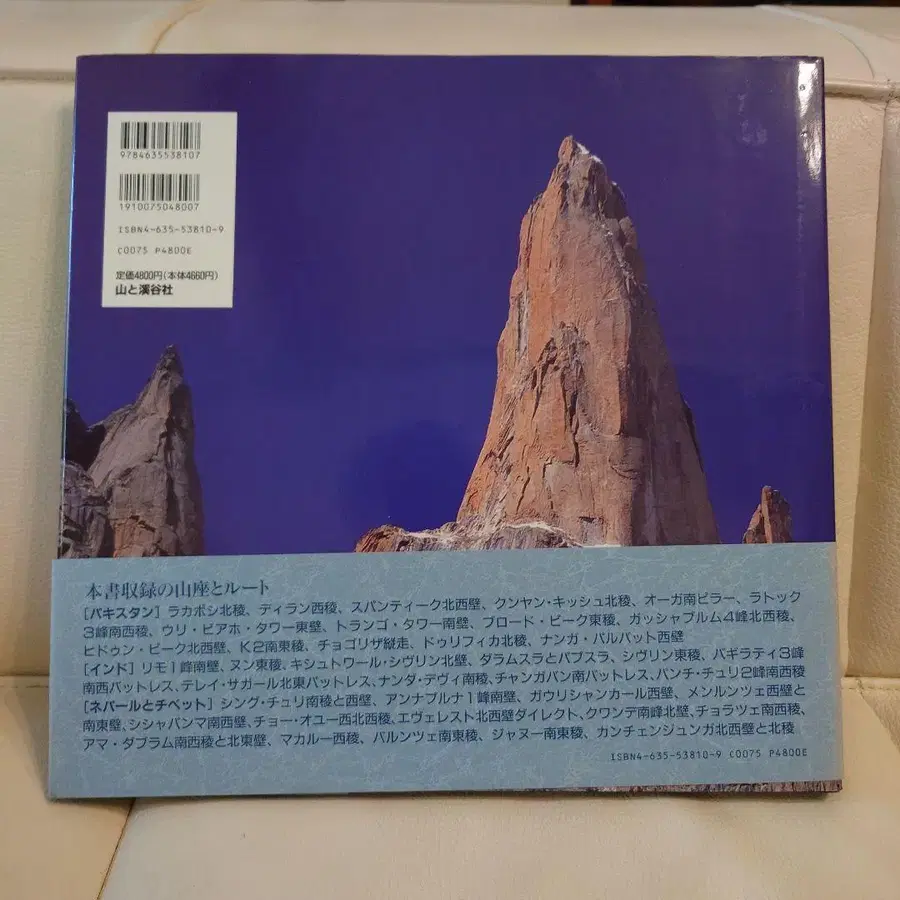 9784635538107
1910075048007
ISBN4-635-53810-9
C0075 P4800E
定価4800円(本体4660円)
山と溪谷社
本書収録の山座とルート
[パキスタン] ラカポシ北稜、ディラン西稜、スパンティーク北西壁、クンヤン・キッシュ北稜、オーガ南ピラー、ラトック
3峰南西稜、ウリ・ビアホ・タワー東壁、トランゴ・タワー南壁、ブロード・ピーク東稜、ガッシャブルム4峰北西稜、
ヒドゥン・ピーク北西壁、K2南東稜、チョゴリザ縦走、ドゥリフィカ北稜、ナンガ・パルバット西壁
[インド] リモ1峰南壁、ヌン東稜、キシュトワール・シヴリン北壁、ダラムスラとパプスラ、シヴリン東稜、バギラティ3峰
南西バットレス、テレイ・サガール北東バットレス、ナンダ・デヴィ南稜、チャンガバン南バットレス、パンチ・チュリ2峰南西稜
[ネパールとチベット] シング・チュリ南稜と西壁、アンナプルナ1峰南壁、ガウリシャンカール西壁、メンルンツェ西壁と
南東壁、シシャパンマ南西壁、チョー・オユー西北西稜、エヴェレスト北西壁ダイレクト、クワンデ南峰北壁、チョラツェ南西稜、
アマ・ダブラム南西稜と北東壁、マカルー西稜、バルンツェ南東稜、ジャヌー南東稜、カンチェンジュンガ北西壁と北稜
ISBN4-635-53810-9 C0075 P4800E